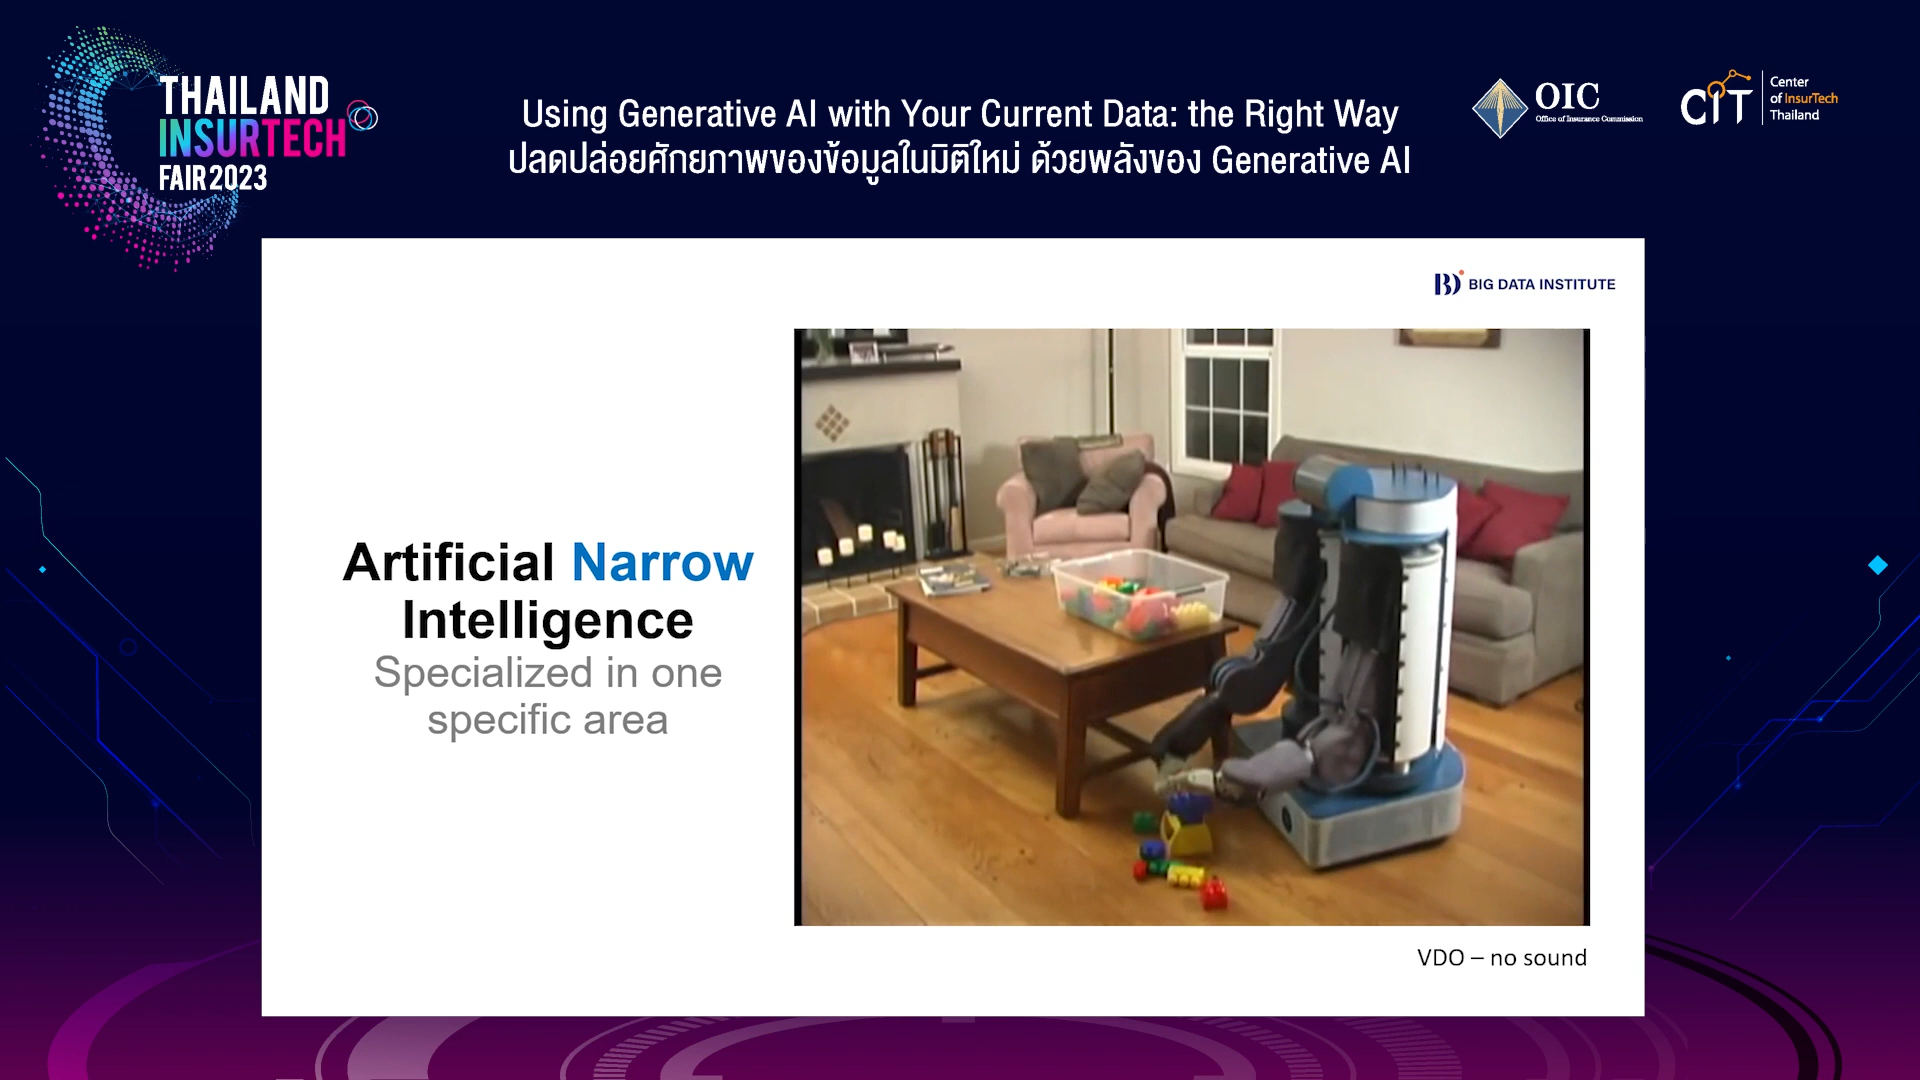 THAILAND
INSURTECH
FAIR 2023
Using Generative AI with Your Current Data: the Right Way
ปลดปล่อยศักยภาพของข้อมูลในมิติใหม่ ด้วยพลังของ Generative AI
OIC
Office of Insurance Commission
CIT
Center
of InsurTech
Thailand
BIG DATA INSTITUTE
Artificial Narrow
Intelligence
Specialized in one
specific area
VDO – no sound